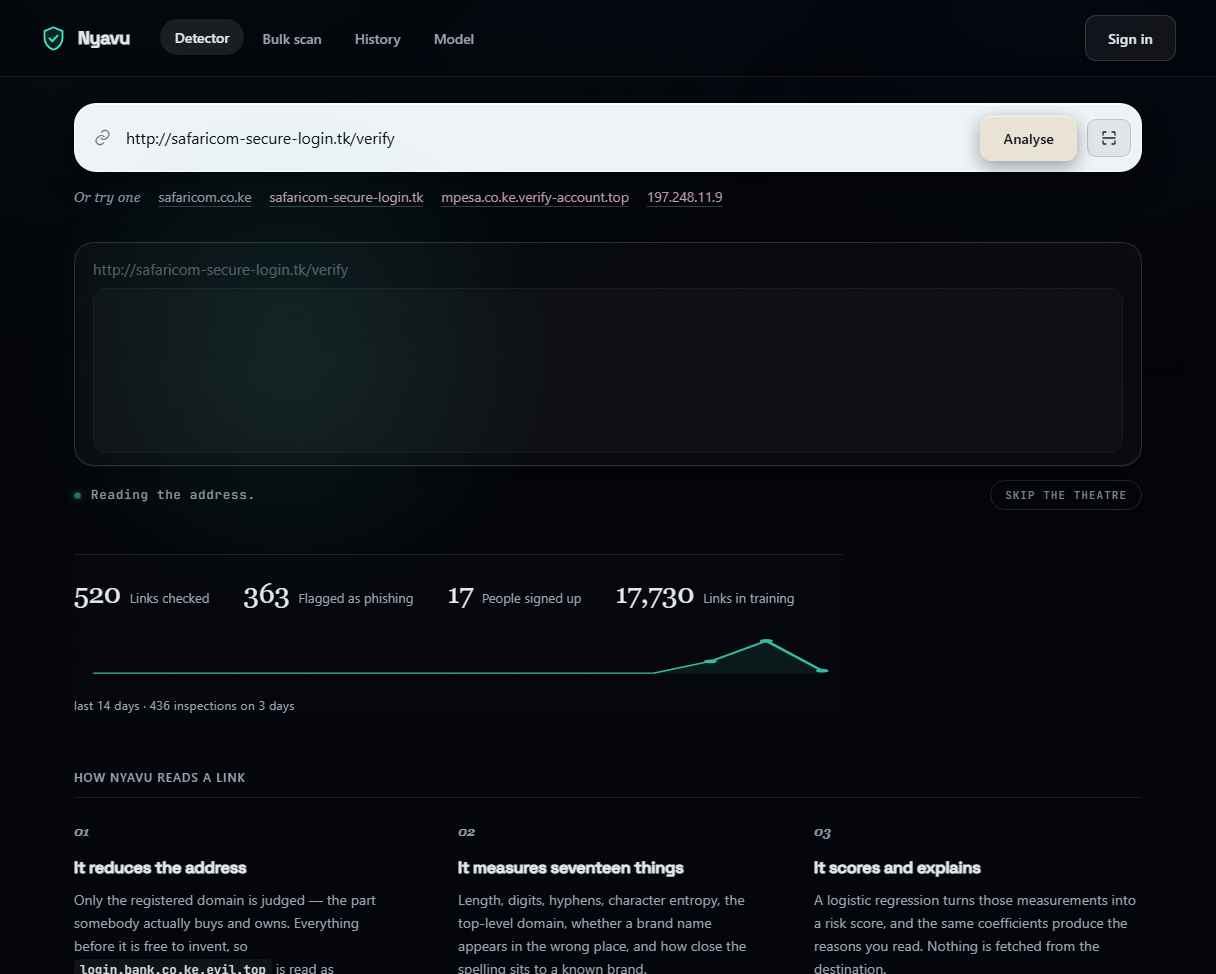 Nyavu
Detector
Bulk scan
History
Model
Sign in
http://safaricom-secure-login.tk/verify
Analyse
Or try one safaricom.co.ke safaricom-secure-login.tk mpesa.co.ke.verify-account.top 197.248.11.9
http://safaricom-secure-login.tk/verify
Reading the address.
SKIP THE THEATRE
520 Links checked
363 Flagged as phishing
17 People signed up
17,730 Links in training
last 14 days · 436 inspections on 3 days
HOW NYAVU READS A LINK
01
It reduces the address
Only the registered domain is judged — the part
somebody actually buys and owns. Everything
before it is free to invent, so
login.bank.co.ke.evil.top is read as
02
It measures seventeen things
Length, digits, hyphens, character entropy, the
top-level domain, whether a brand name
appears in the wrong place, and how close the
spelling sits to a known brand.
03
It scores and explains
A logistic regression turns those measurements into
a risk score, and the same coefficients produce the
reasons you read. Nothing is fetched from the
destination.